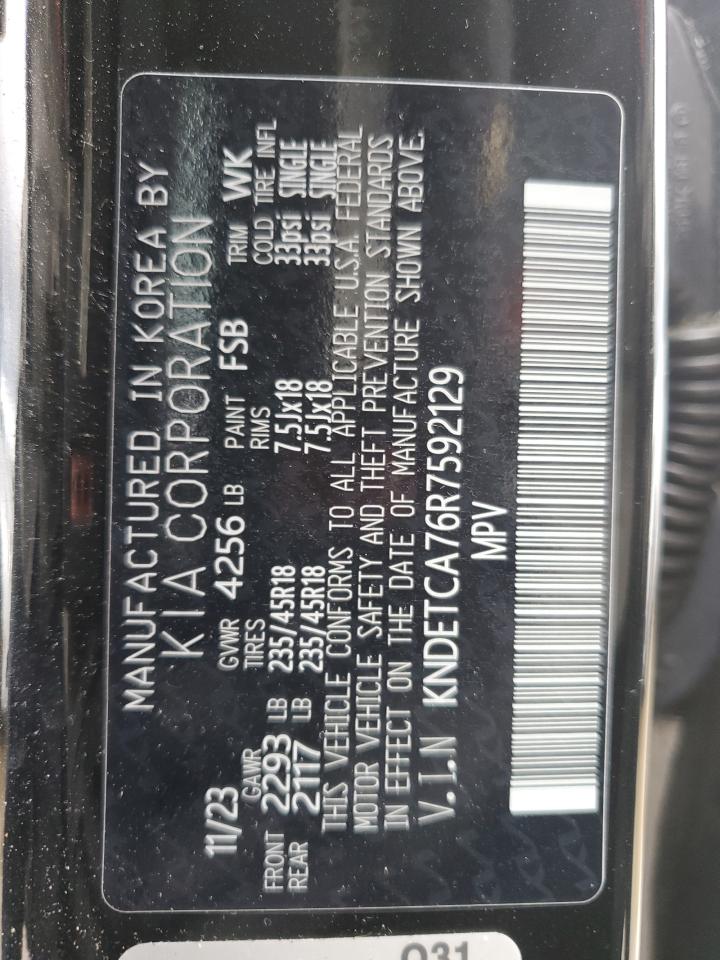 MANUFACTURED IN KOREA BY
KIA CORPORATION
11/23 GVWR 4256 LB PAINT FSB TRIM WK
GAWR TIRES RIMS COLD TIRE INFL
FRONT 2293 LB 235/45R18 7.5Jx18 33psi SINGLE
REAR 2117 LB 235/45R18 7.5Jx18 33psi SINGLE
THIS VEHICLE CONFORMS TO ALL APPLICABLE U.S.A. FEDERAL
MOTOR VEHICLE SAFETY AND THEFT PREVENTION STANDARDS
IN EFFECT ON THE DATE OF MANUFACTURE SHOWN ABOVE.
V.I.N KNDETCA76R7592129
MPV